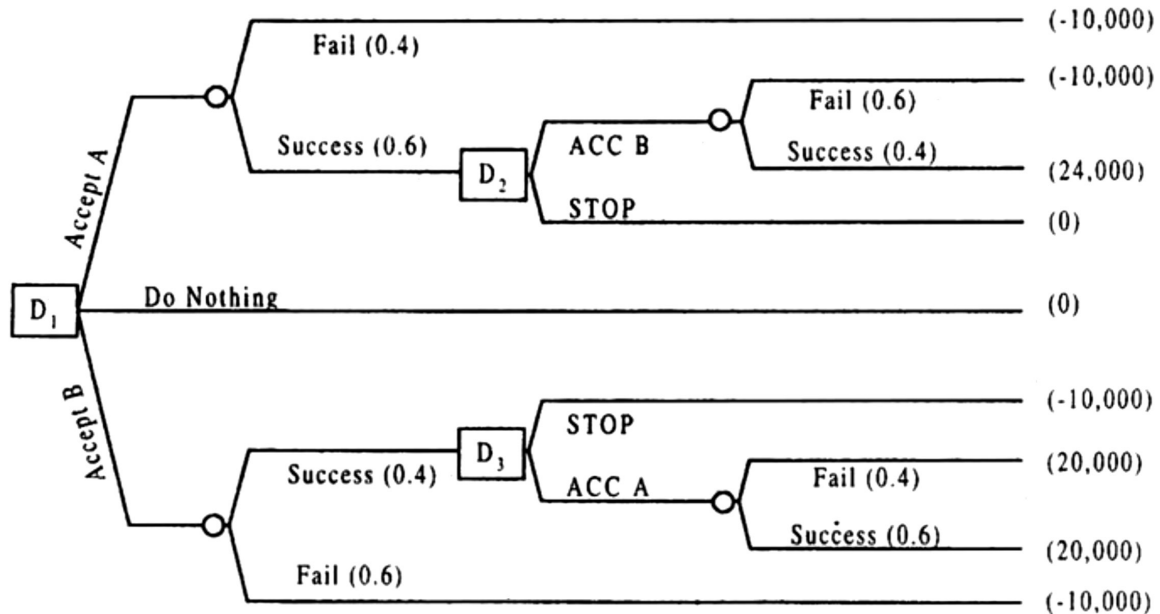 (-10,000)
Fail (0.4)
(-10,000)
Fail (0.6)
ACC B
Success (0.4)
Success (0.6)
D2
(24,000)
STOP
(0)
Accept A
Do Nothing
(0)
D1
Accept B
(-10,000)
STOP
D3
(20,000)
Success (0.4)
Fail (0.4)
ACC A
Success (0.6)
(20,000)
Fail (0.6)
(-10,000)